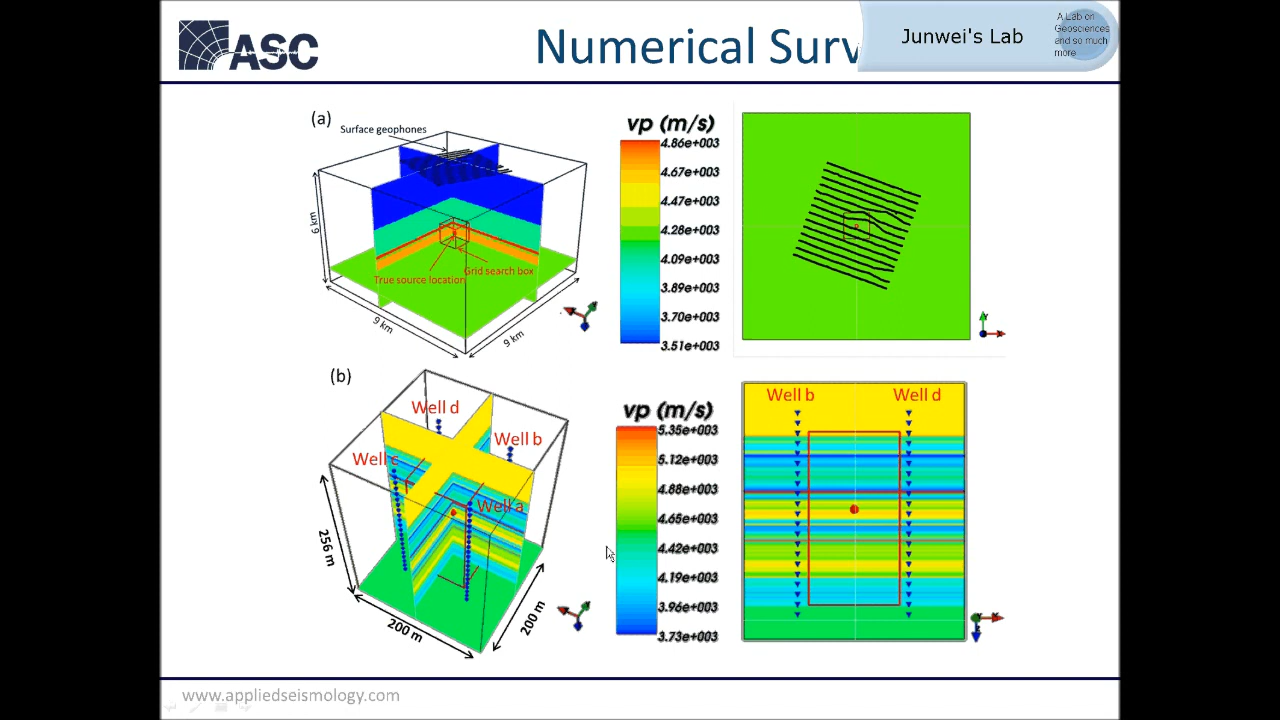 ASC
Numerical Surv
Junwei's Lab
A Lab on
Geosciences
and so much
more
(a)
Surface geophones
6 km
True source location
Grid search box
9 km
9 km
vp (m/s)
4.86e+003
4.67e+003
4.47e+003
4.28e+003
4.09e+003
3.89e+003
3.70e+003
3.51e+003
Y
(b)
Well d
Well b
Well c
Well a
256 m
200 m
200 m
vp (m/s)
5.35e+003
5.12e+003
4.88e+003
4.65e+003
4.42e+003
4.19e+003
3.96e+003
3.73e+003
Well b
Well d
www.appliedseismology.com